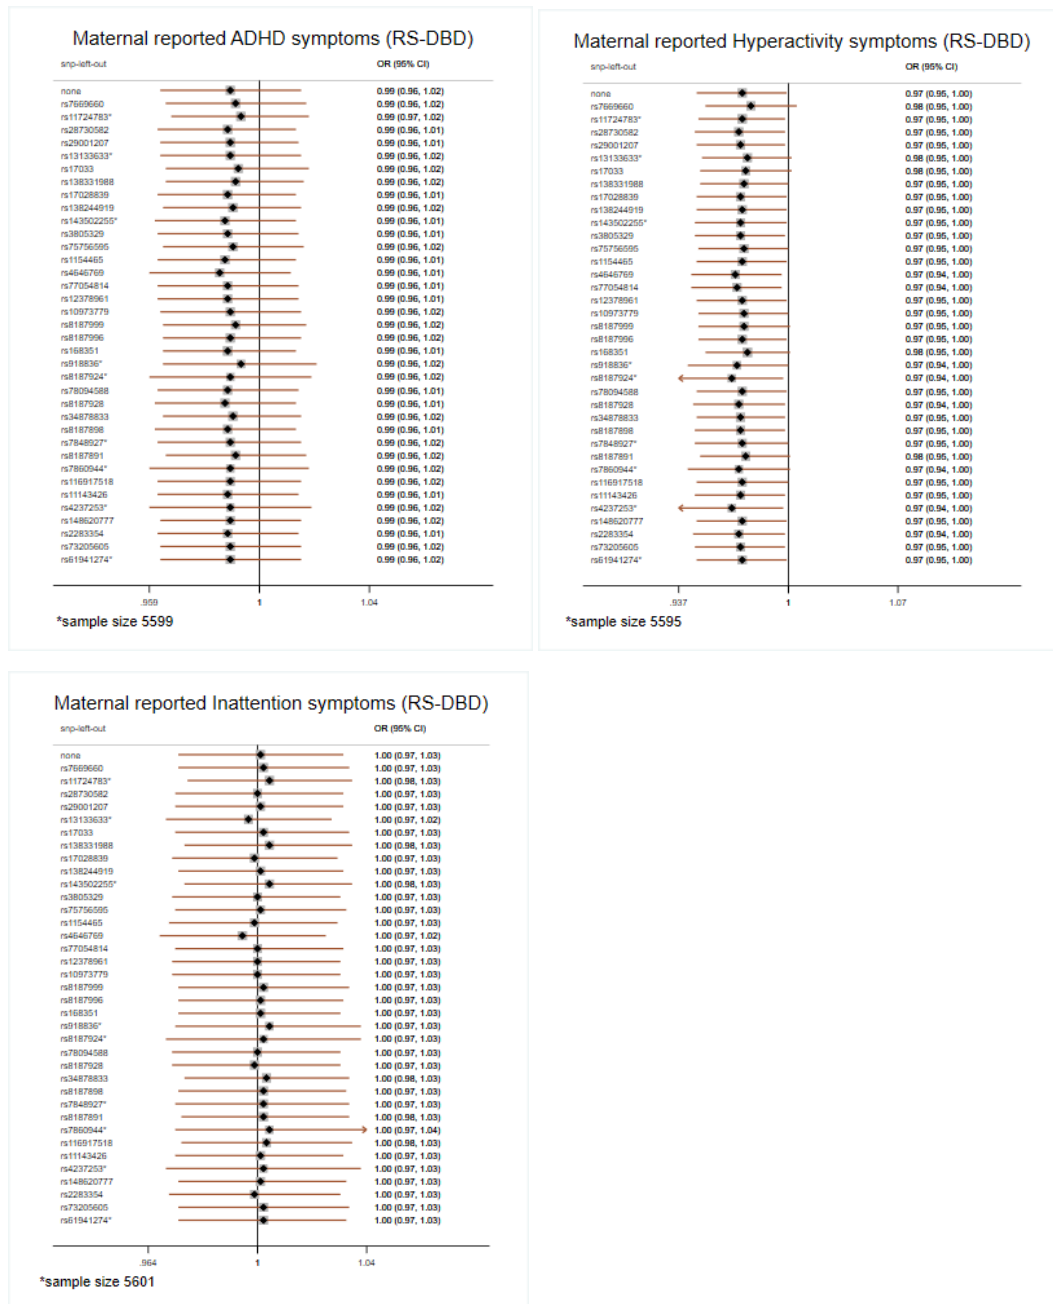 Maternal reported ADHD symptoms (RS-DBD)
snp-left-out OR (95% CI)
none 0.99 (0.96, 1.02)
rs7669660 0.99 (0.96, 1.02)
rs11724783* 0.99 (0.97, 1.02)
rs28730582 0.99 (0.96, 1.01)
rs29001207 0.99 (0.96, 1.02)
rs13133633* 0.99 (0.96, 1.02)
rs17033 0.99 (0.96, 1.02)
rs138331988 0.99 (0.96, 1.02)
rs17028839 0.99 (0.96, 1.01)
rs138244919 0.99 (0.96, 1.02)
rs143502255* 0.99 (0.96, 1.01)
rs3805329 0.99 (0.96, 1.01)
rs75756595 0.99 (0.96, 1.02)
rs1154465 0.99 (0.96, 1.01)
rs4646769 0.99 (0.96, 1.01)
rs77054814 0.99 (0.96, 1.01)
rs12378961 0.99 (0.96, 1.01)
rs10973779 0.99 (0.96, 1.02)
rs8187999 0.99 (0.96, 1.02)
rs8187996 0.99 (0.96, 1.02)
rs168351 0.99 (0.96, 1.01)
rs918836* 0.99 (0.96, 1.02)
rs8187924* 0.99 (0.96, 1.02)
rs78094588 0.99 (0.96, 1.01)
rs8187928 0.99 (0.96, 1.01)
rs34878833 0.99 (0.96, 1.02)
rs8187898 0.99 (0.96, 1.01)
rs7848927* 0.99 (0.96, 1.02)
rs8187891 0.99 (0.96, 1.02)
rs7860944* 0.99 (0.96, 1.02)
rs116917518 0.99 (0.96, 1.02)
rs11143426 0.99 (0.96, 1.01)
rs4237253* 0.99 (0.96, 1.02)
rs148620777 0.99 (0.96, 1.02)
rs2283354 0.99 (0.96, 1.01)
rs73205605 0.99 (0.96, 1.02)
rs61941274* 0.99 (0.96, 1.02)
.959 1 1.04
*sample size 5599
Maternal reported Hyperactivity symptoms (RS-DBD)
snp-left-out OR (95% CI)
none 0.97 (0.95, 1.00)
rs7669660 0.98 (0.95, 1.00)
rs11724783* 0.97 (0.95, 1.00)
rs28730582 0.97 (0.95, 1.00)
rs29001207 0.97 (0.95, 1.00)
rs13133633* 0.98 (0.95, 1.00)
rs17033 0.98 (0.95, 1.00)
rs138331988 0.97 (0.95, 1.00)
rs17028839 0.97 (0.95, 1.00)
rs138244919 0.97 (0.95, 1.00)
rs143502255* 0.97 (0.95, 1.00)
rs3805329 0.97 (0.95, 1.00)
rs75756595 0.97 (0.95, 1.00)
rs1154465 0.97 (0.95, 1.00)
rs4646769 0.97 (0.94, 1.00)
rs77054814 0.97 (0.94, 1.00)
rs12378961 0.97 (0.95, 1.00)
rs10973779 0.97 (0.95, 1.00)
rs8187999 0.97 (0.95, 1.00)
rs8187996 0.97 (0.95, 1.00)
rs168351 0.98 (0.95, 1.00)
rs918836* 0.97 (0.94, 1.00)
rs8187924* 0.97 (0.94, 1.00)
rs78094588 0.97 (0.95, 1.00)
rs8187928 0.97 (0.94, 1.00)
rs34878833 0.97 (0.95, 1.00)
rs8187898 0.97 (0.95, 1.00)
rs7848927* 0.97 (0.95, 1.00)
rs8187891 0.98 (0.95, 1.00)
rs7860944* 0.97 (0.94, 1.00)
rs116917518 0.97 (0.95, 1.00)
rs11143426 0.97 (0.95, 1.00)
rs4237253* 0.97 (0.94, 1.00)
rs148620777 0.97 (0.95, 1.00)
rs2283354 0.97 (0.94, 1.00)
rs73205605 0.97 (0.95, 1.00)
rs61941274* 0.97 (0.95, 1.00)
.937 1 1.07
*sample size 5595
Maternal reported Inattention symptoms (RS-DBD)
snp-left-out OR (95% CI)
none 1.00 (0.97, 1.03)
rs7669660 1.00 (0.97, 1.03)
rs11724783* 1.00 (0.98, 1.03)
rs28730582 1.00 (0.97, 1.03)
rs29001207 1.00 (0.97, 1.03)
rs13133633* 1.00 (0.97, 1.02)
rs17033 1.00 (0.97, 1.03)
rs138331988 1.00 (0.98, 1.03)
rs17028839 1.00 (0.97, 1.03)
rs138244919 1.00 (0.97, 1.03)
rs143502255* 1.00 (0.98, 1.03)
rs3805329 1.00 (0.97, 1.03)
rs75756595 1.00 (0.97, 1.03)
rs1154465 1.00 (0.97, 1.03)
rs4646769 1.00 (0.97, 1.02)
rs77054814 1.00 (0.97, 1.03)
rs12378961 1.00 (0.97, 1.03)
rs10973779 1.00 (0.97, 1.03)
rs8187999 1.00 (0.97, 1.03)
rs8187996 1.00 (0.97, 1.03)
rs168351 1.00 (0.97, 1.03)
rs918836* 1.00 (0.97, 1.03)
rs8187924* 1.00 (0.97, 1.03)
rs78094588 1.00 (0.97, 1.03)
rs8187928 1.00 (0.97, 1.03)
rs34878833 1.00 (0.98, 1.03)
rs8187898 1.00 (0.97, 1.03)
rs7848927* 1.00 (0.97, 1.03)
rs8187891 1.00 (0.98, 1.03)
rs7860944* 1.00 (0.97, 1.04)
rs116917518 1.00 (0.98, 1.03)
rs11143426 1.00 (0.97, 1.03)
rs4237253* 1.00 (0.97, 1.03)
rs148620777 1.00 (0.97, 1.03)
rs2283354 1.00 (0.97, 1.03)
rs73205605 1.00 (0.97, 1.03)
rs61941274* 1.00 (0.97, 1.03)
.964 1 1.04
*sample size 5601